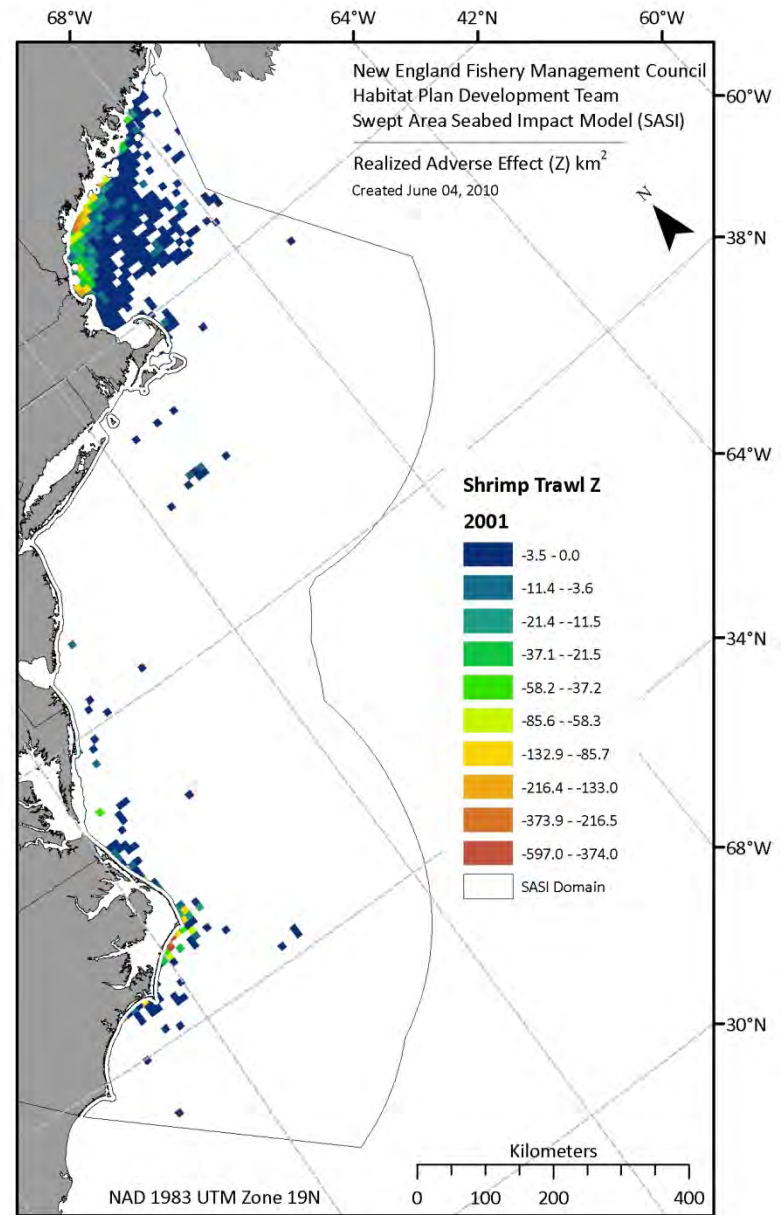 68°W 64°W 42°N 60°W
New England Fishery Management Council
Habitat Plan Development Team
Swept Area Seabed Impact Model (SASI)
Realized Adverse Effect (Z) km²
Created June 04, 2010
N
60°W
38°N
64°W
34°N
68°W
30°N
Shrimp Trawl Z
2001
-3.5 - 0.0
-11.4 - -3.6
-21.4 - -11.5
-37.1 - -21.5
-58.2 - -37.2
-85.6 - -58.3
-132.9 - -85.7
-216.4 - -133.0
-373.9 - -216.5
-597.0 - -374.0
SASI Domain
Kilometers
0 100 200 300 400
NAD 1983 UTM Zone 19N